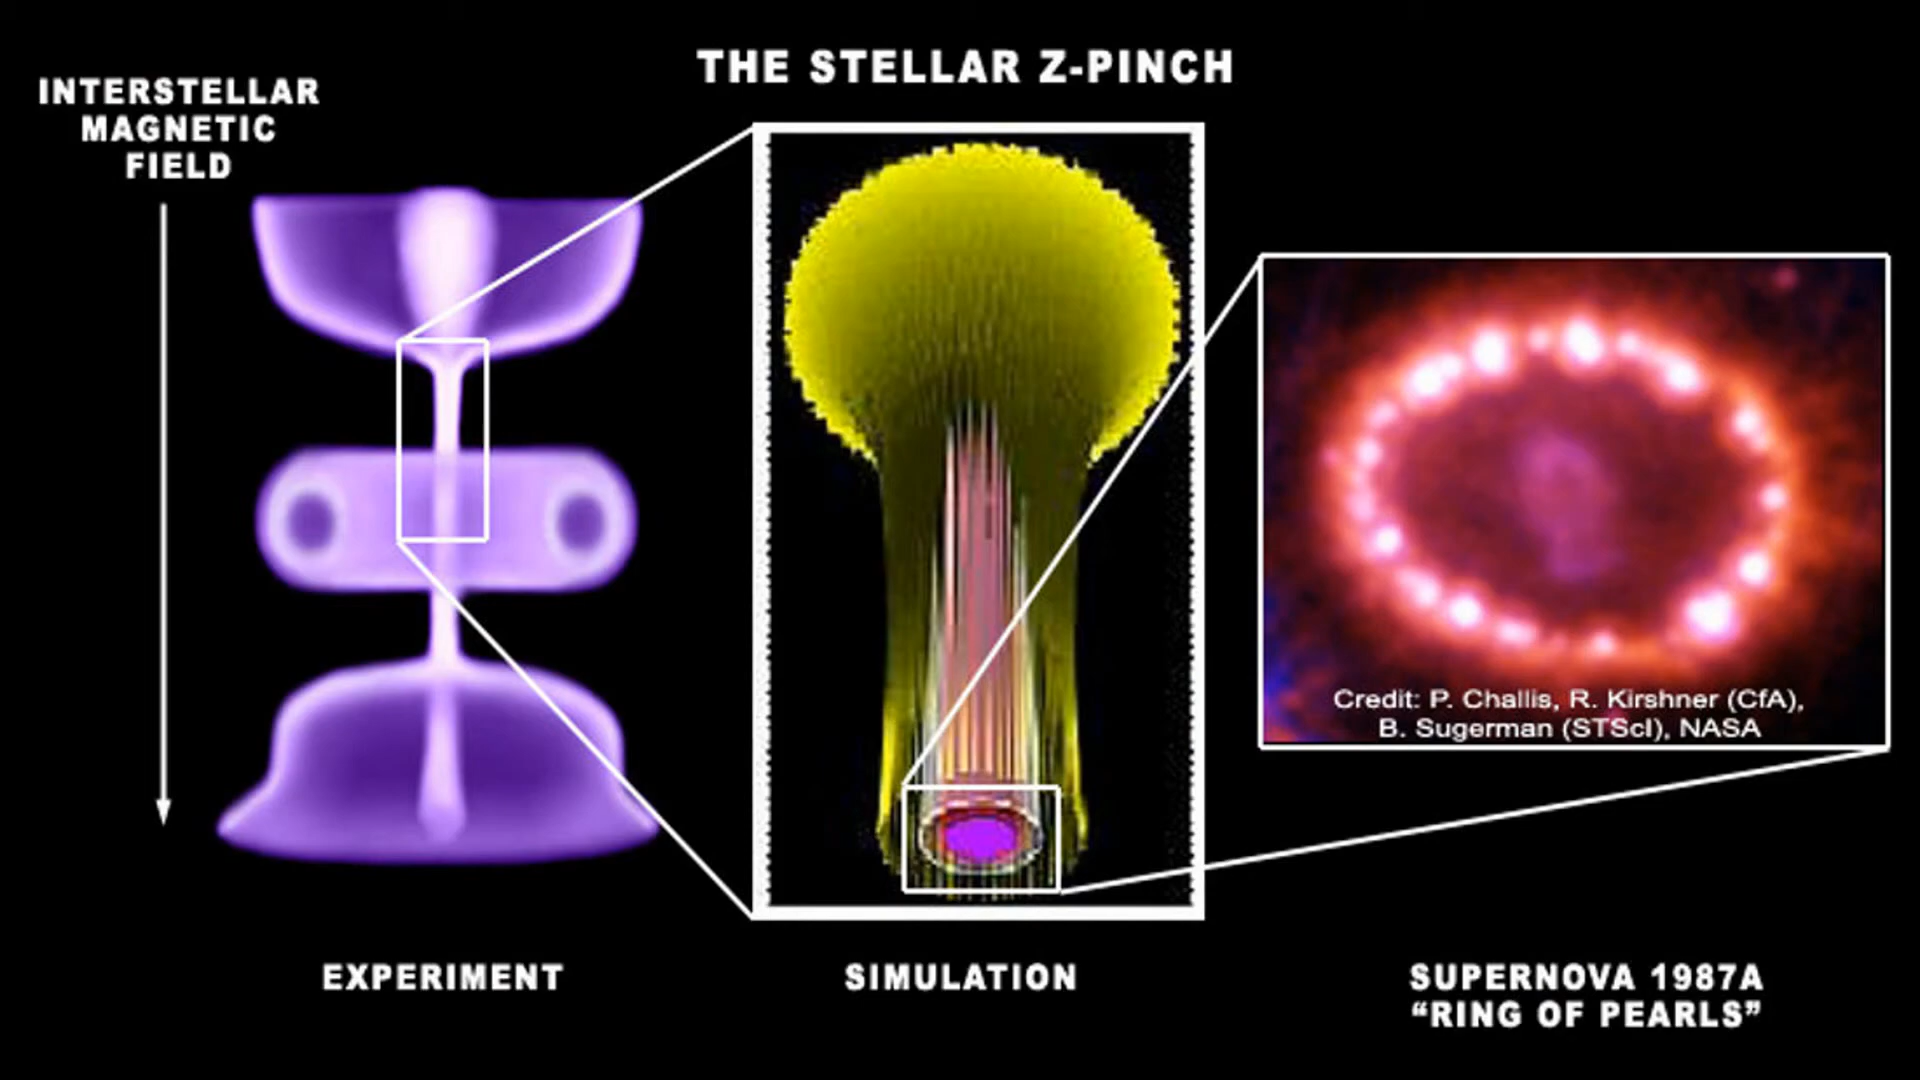 THE STELLAR Z-PINCH
INTERSTELLAR
MAGNETIC
FIELD
Credit: P. Challis, R. Kirshner (CfA),
B. Sugerman (STScI), NASA
EXPERIMENT
SIMULATION
SUPERNOVA 1987A
“RING OF PEARLS”